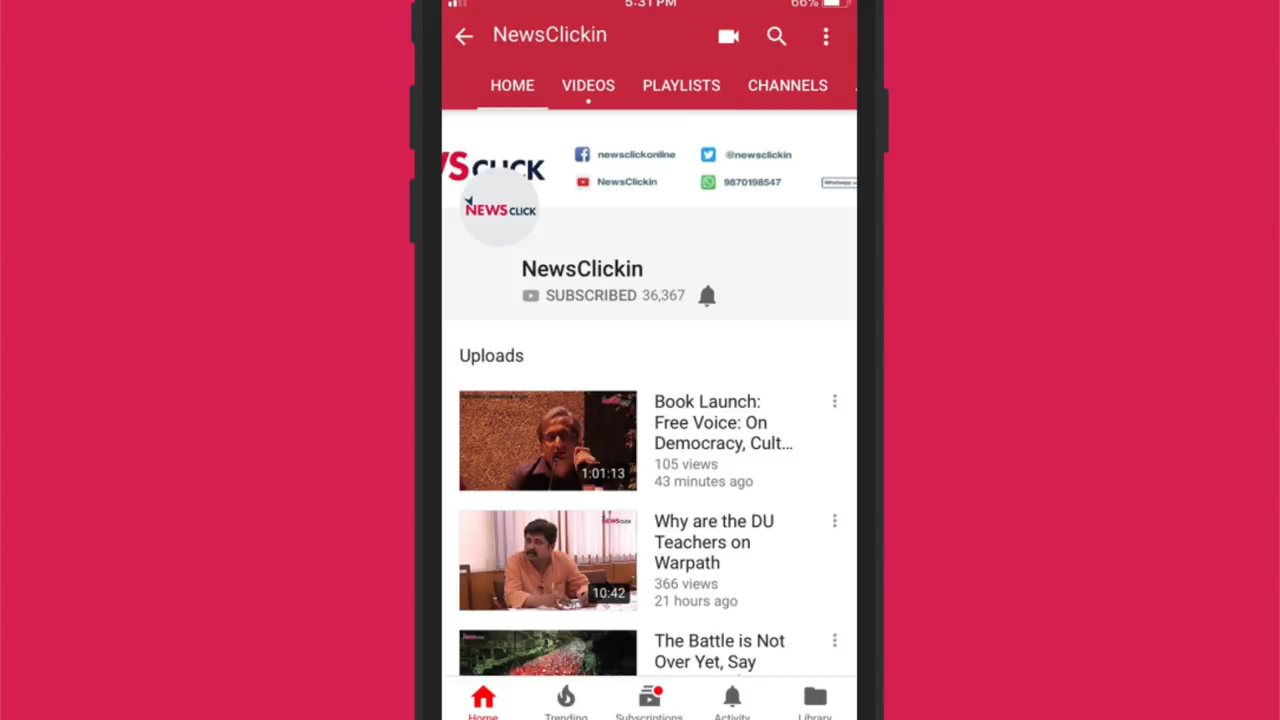 5:31 PM
66%
NewsClickin
HOME VIDEOS PLAYLISTS CHANNELS
newsclickonline @newsclickin
NewsClickin 9870198547
Whatsapp
NEWSCLICK
NewsClickin
SUBSCRIBED 36,367
Uploads
Book Launch:
Free Voice: On
Democracy, Cult...
105 views
43 minutes ago
1:01:13
Why are the DU
Teachers on
Warpath
366 views
21 hours ago
NEWSCLICK
10:42
The Battle is Not
Over Yet, Say
Home Trending Subscriptions Activity Library